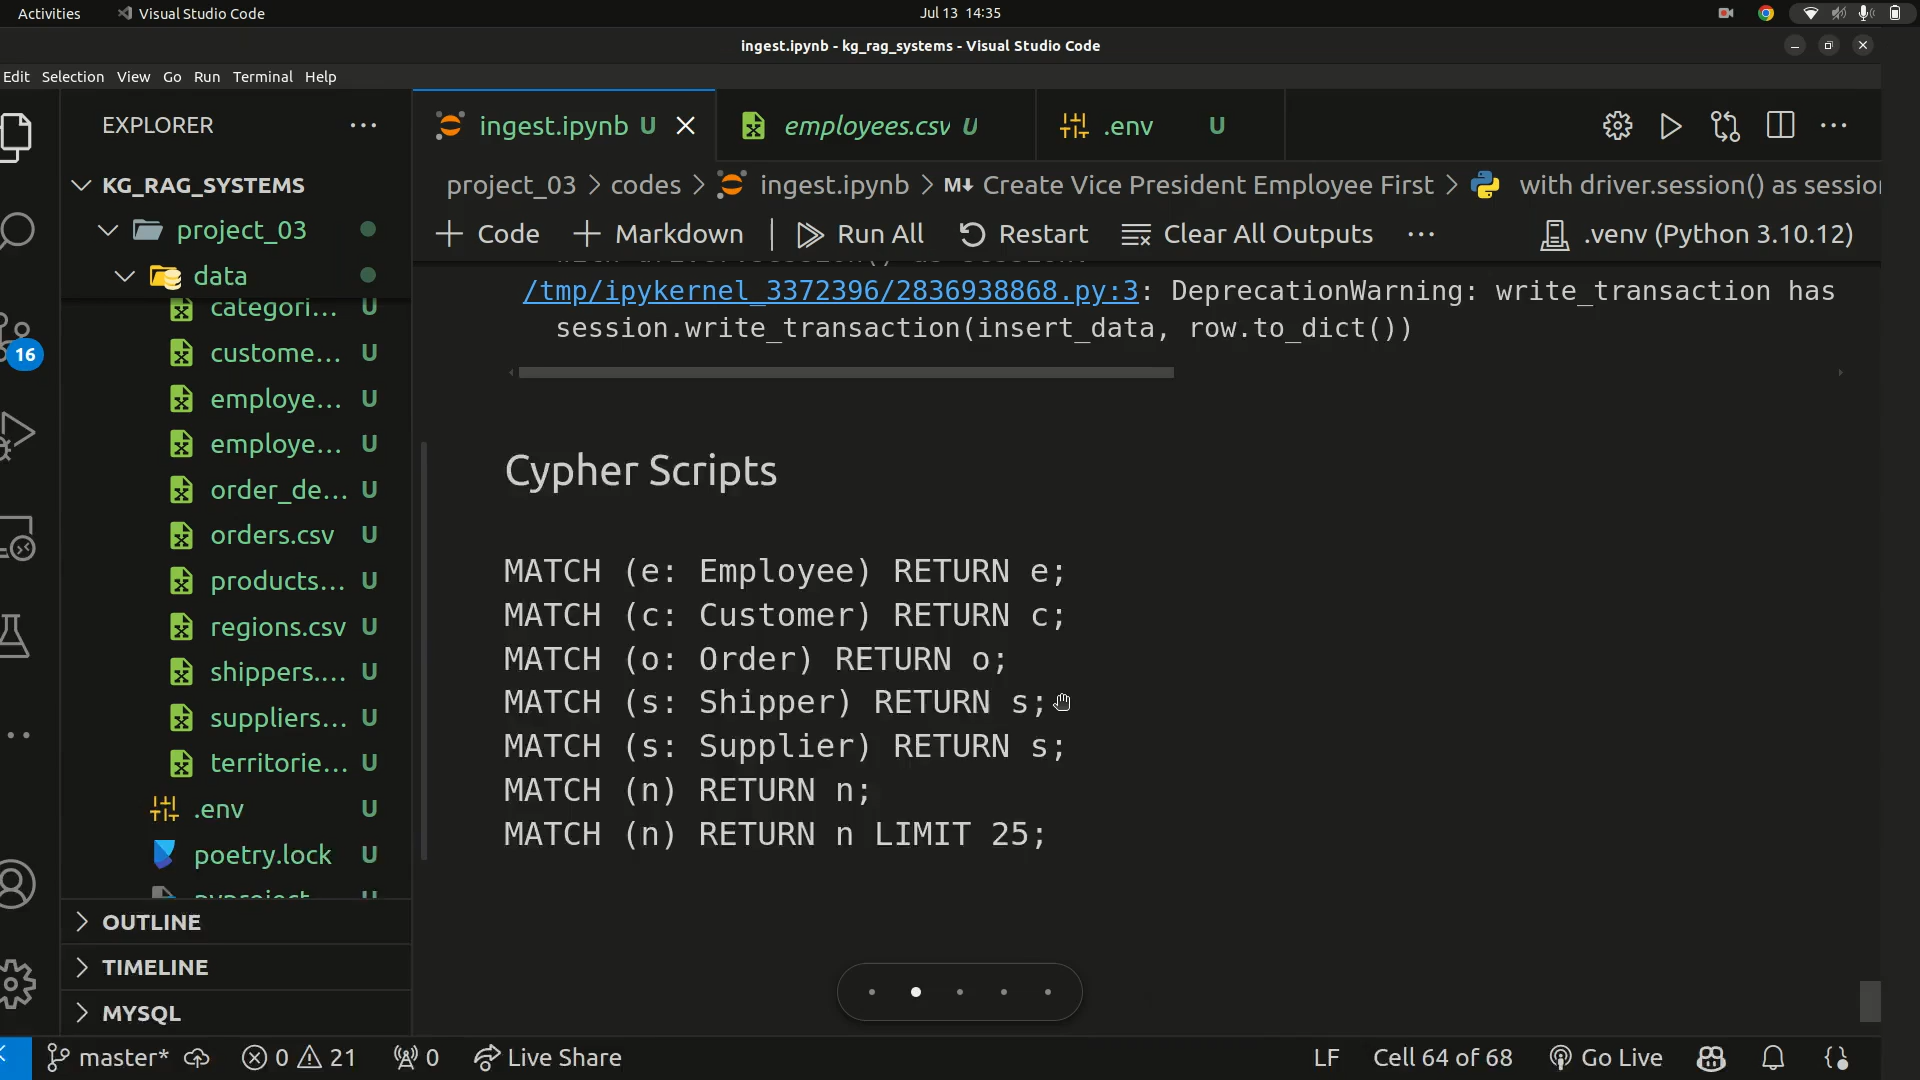 Activities
Visual Studio Code
Jul 13 14:35
ingest.ipynb - kg_rag_systems - Visual Studio Code
Edit Selection View Go Run Terminal Help
EXPLORER
ingest.ipynb U
employees.csv U
.env U
KG_RAG_SYSTEMS
project_03 > codes > ingest.ipynb > M↓ Create Vice President Employee First > with driver.session() as session
+ Code + Markdown | Run All Restart Clear All Outputs ... .venv (Python 3.10.12)
project_03
data
categori... U
custome... U
employe... U
employe... U
order_de... U
orders.csv U
products... U
regions.csv U
shippers.... U
suppliers... U
territorie... U
.env U
poetry.lock U
OUTLINE
TIMELINE
MYSQL
16
/tmp/ipykernel_3372396/2836938868.py:3: DeprecationWarning: write_transaction has
session.write_transaction(insert_data, row.to_dict())
Cypher Scripts
MATCH (e: Employee) RETURN e;
MATCH (c: Customer) RETURN c;
MATCH (o: Order) RETURN o;
MATCH (s: Shipper) RETURN s;
MATCH (s: Supplier) RETURN s;
MATCH (n) RETURN n;
MATCH (n) RETURN n LIMIT 25;
master* 0 21 0 Live Share
LF Cell 64 of 68 Go Live